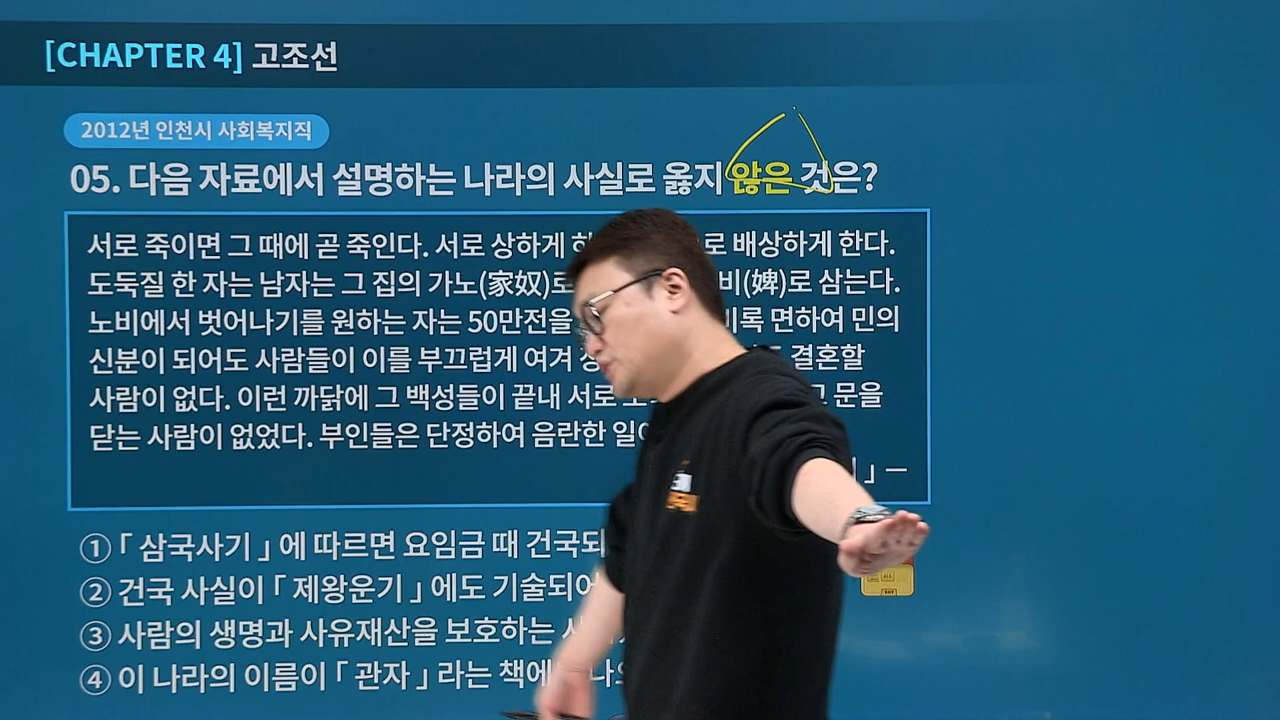 [CHAPTER 4] 고조선
2012년 인천시 사회복지직
05. 다음 자료에서 설명하는 나라의 사실로 옳지 않은 것은?
서로 죽이면 그 때에 곧 죽인다. 서로 상하게 로 배상하게 한다.
도둑질 한 자는 남자는 그 집의 가노(家奴)로 비(婢)로 삼는다.
노비에서 벗어나기를 원하는 자는 50만전을 비록 면하여 민의
신분이 되어도 사람들이 이를 부끄럽게 여겨 결혼할
사람이 없다. 이런 까닭에 그 백성들이 끝내 서로 문을
닫는 사람이 없었다. 부인들은 단정하여 음란한
」 –
① 「 삼국사기 」 에 따르면 요임금 때
② 건국 사실이 「 제왕운기 」 에도
③ 사람의 생명과 사유재산을 보호하는
④ 이 나라의 이름이 「 관자 」 라는